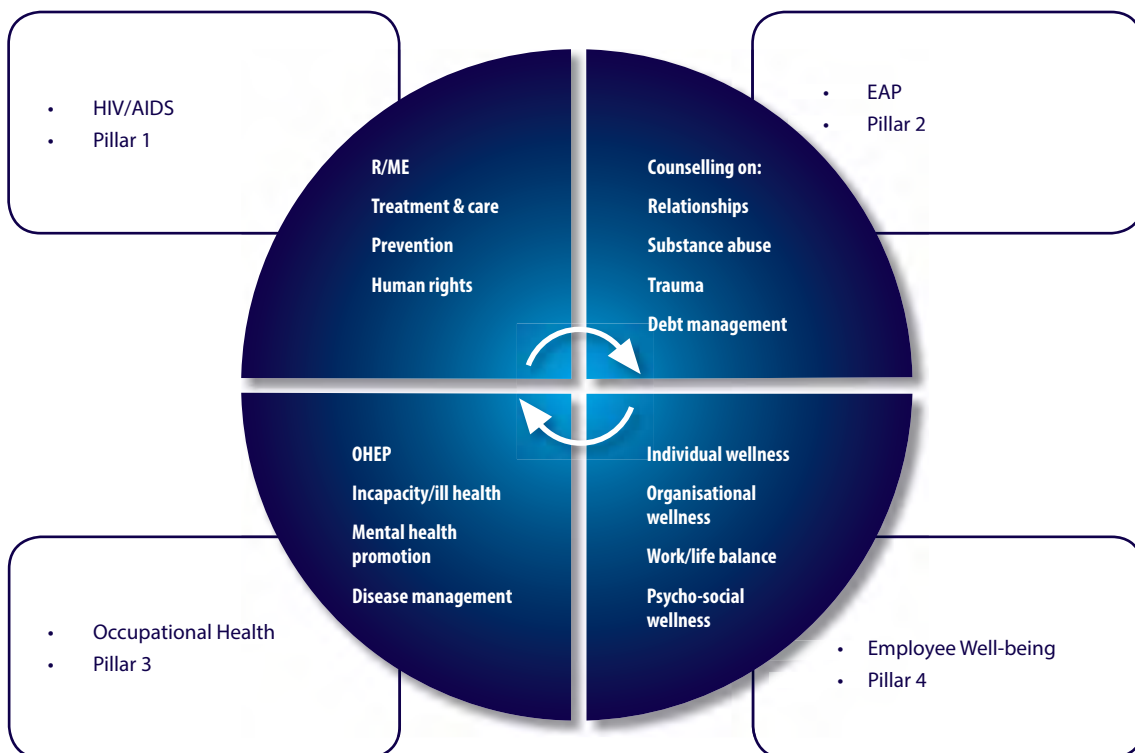 • HIV/AIDS
• Pillar 1
R/ME
Treatment & care
Prevention
Human rights
• EAP
• Pillar 2
Counselling on:
Relationships
Substance abuse
Trauma
Debt management
• Occupational Health
• Pillar 3
OHEP
Incapacity/ill health
Mental health
promotion
Disease management
• Employee Well-being
• Pillar 4
Individual wellness
Organisational
wellness
Work/life balance
Psycho-social
wellness